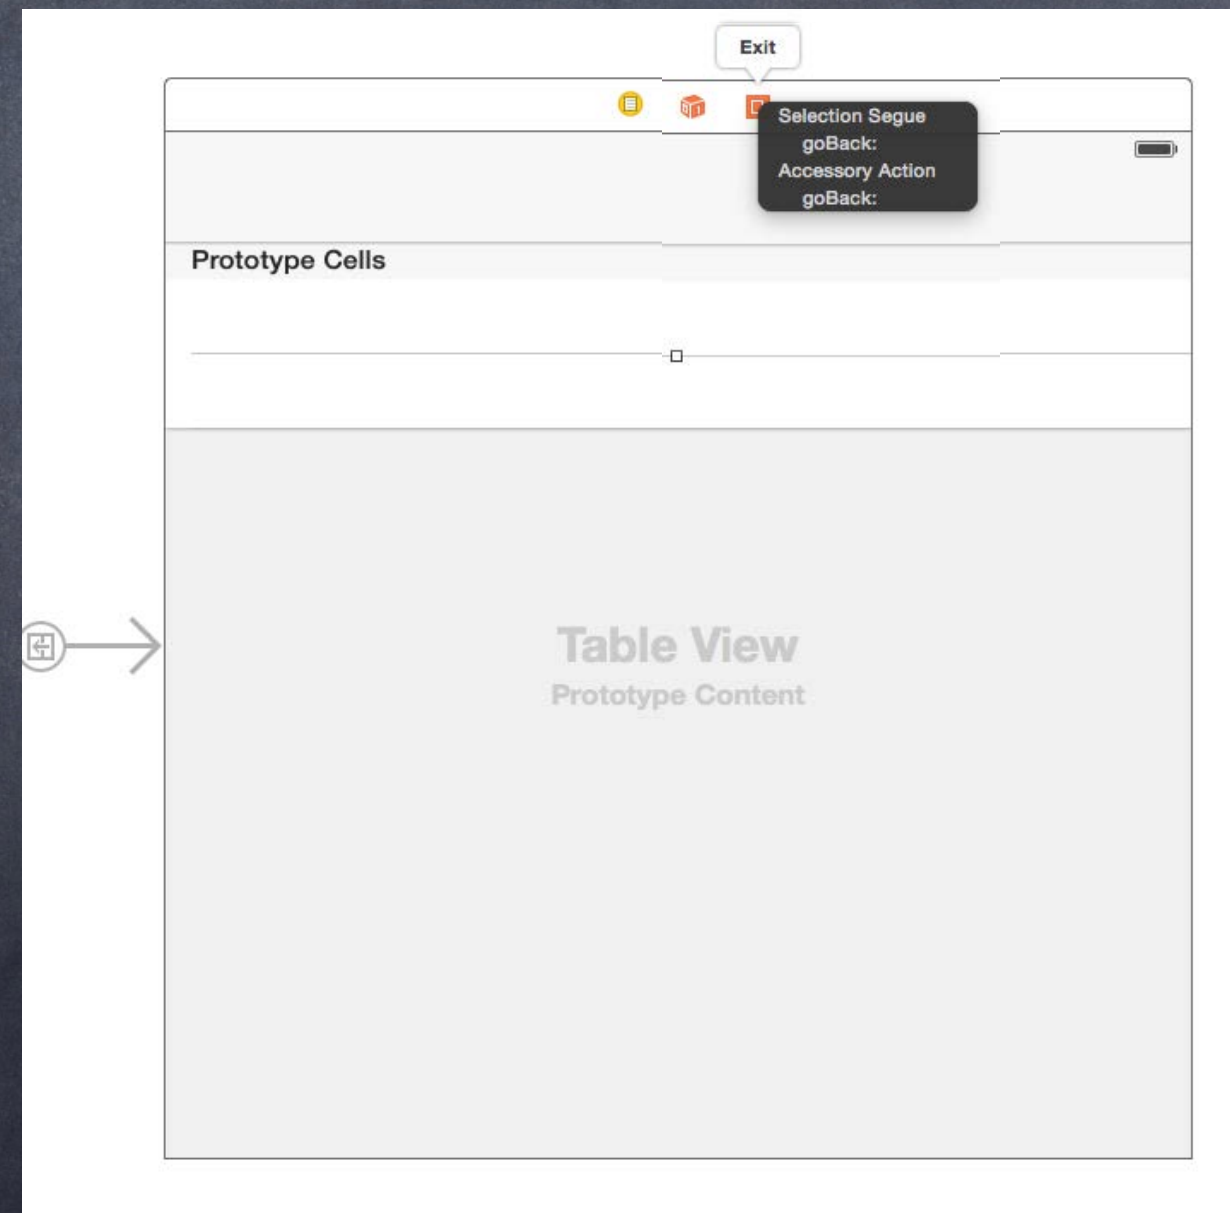 Exit
Selection Segue
goBack:
Accessory Action
goBack:
Prototype Cells
Table View
Prototype Content